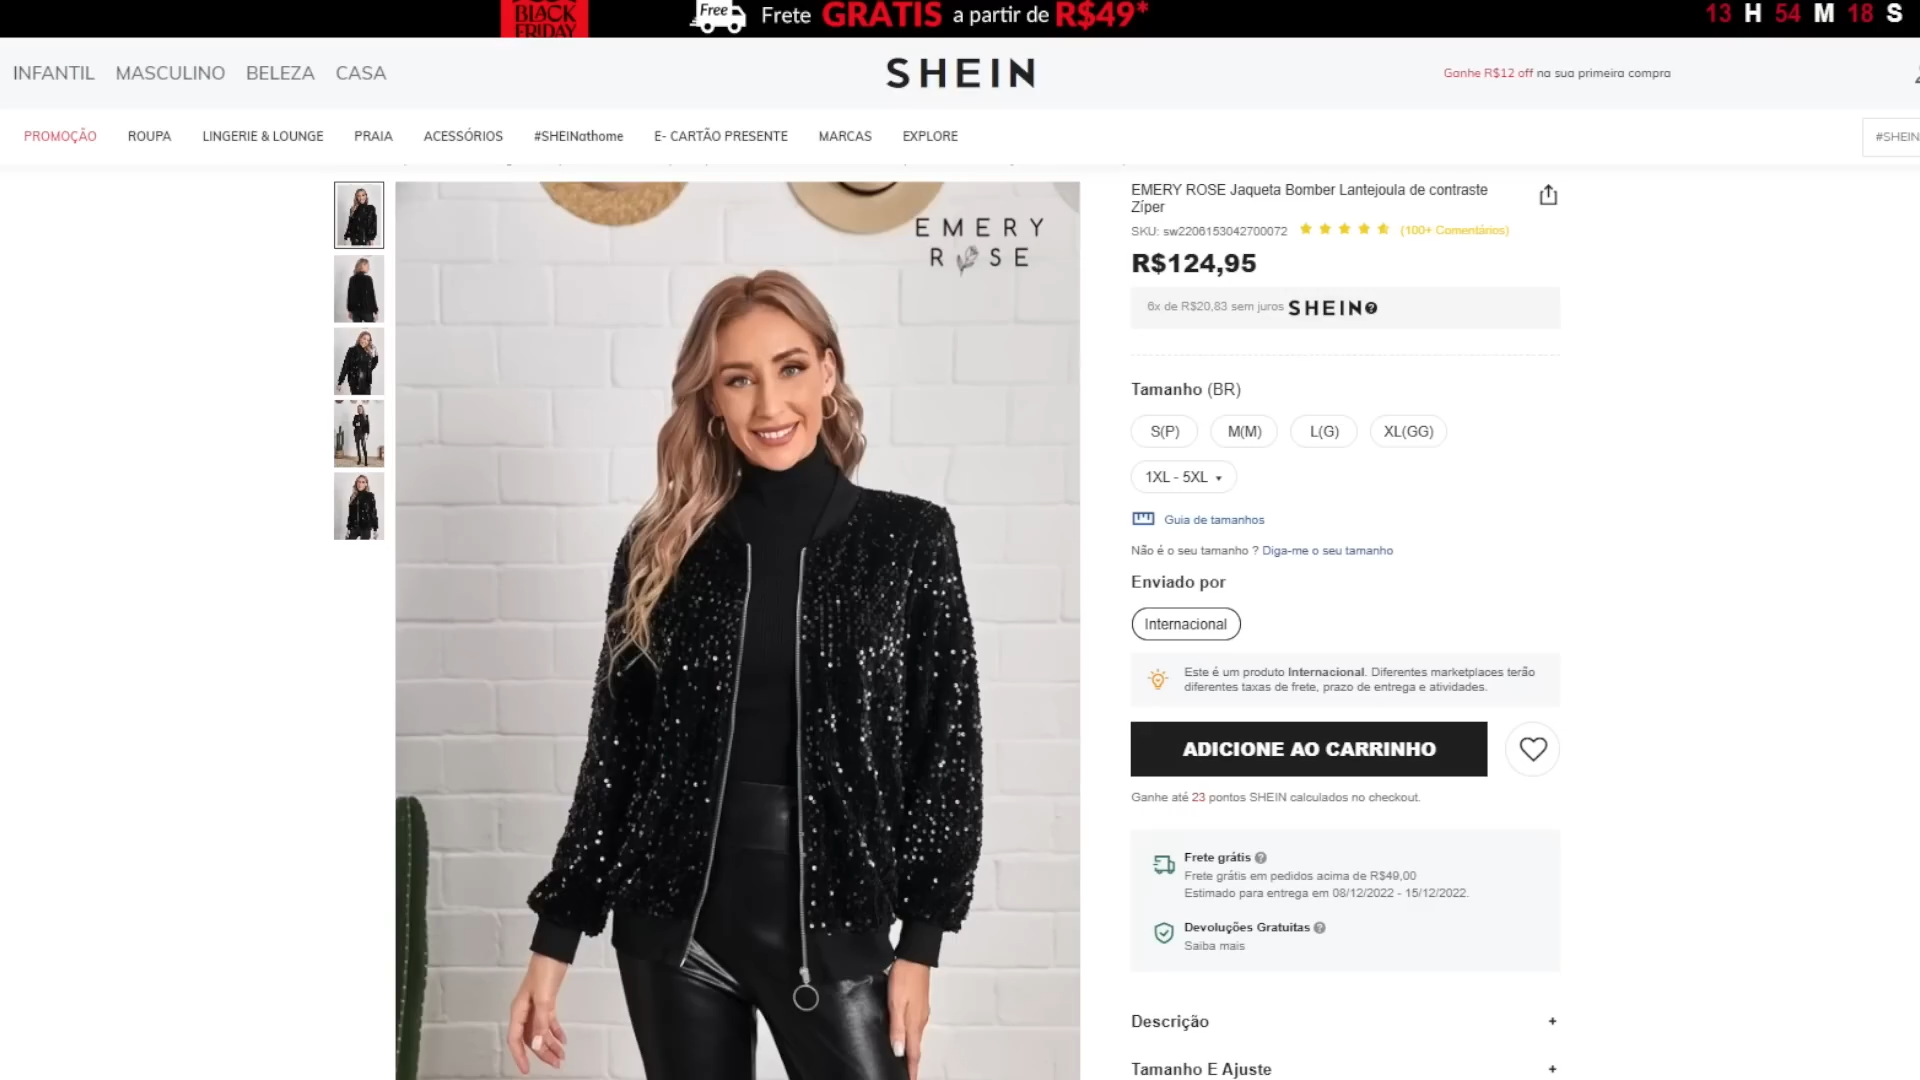 BLACK
FRIDAY
Free
Frete GRÁTIS a partir de R$49*
13 H 54 M 18 S
INFANTIL MASCULINO BELEZA CASA
SHEIN
Ganhe R$12 off na sua primeira compra
PROMOÇÃO ROUPA LINGERIE & LOUNGE PRAIA ACESSÓRIOS #SHEINathome E- CARTÃO PRESENTE MARCAS EXPLORE
#SHEIN
EMERY
ROSE
EMERY ROSE Jaqueta Bomber Lantejoula de contraste
Zíper
SKU: sw2206153042700072 (100+ Comentários)
R$124,95
6x de R$20,83 sem juros SHEIN
Tamanho (BR)
S(P) M(M) L(G) XL(GG)
1XL - 5XL
Guia de tamanhos
Não é o seu tamanho ? Diga-me o seu tamanho
Enviado por
Internacional
Este é um produto Internacional. Diferentes marketplaces terão
diferentes taxas de frete, prazo de entrega e atividades.
ADICIONE AO CARRINHO
Ganhe até 23 pontos SHEIN calculados no checkout.
Frete grátis ?
Frete grátis em pedidos acima de R$49,00
Estimado para entrega em 08/12/2022 - 15/12/2022.
Devoluções Gratuitas ?
Saiba mais
Descrição +
Tamanho E Ajuste +